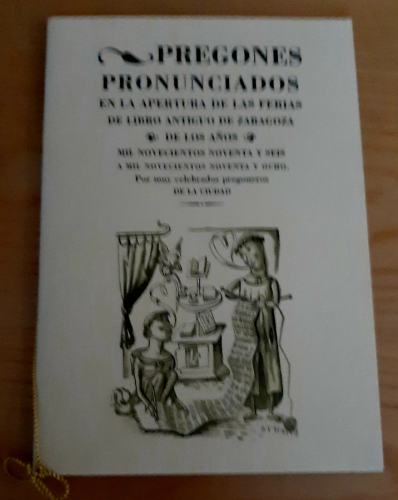 PREGONES
PRONUNCIADOS
EN LA APERTURA DE LAS FERIAS
DE LIBRO ANTIGUO DE ZARAGOZA
DE LOS AÑOS
MIL NOVECIENTOS NOVENTA Y SEIS
A MIL NOVECIENTOS NOVENTA Y OCHO.
Por muy celebrados pregoneros
DE LA CIUDAD